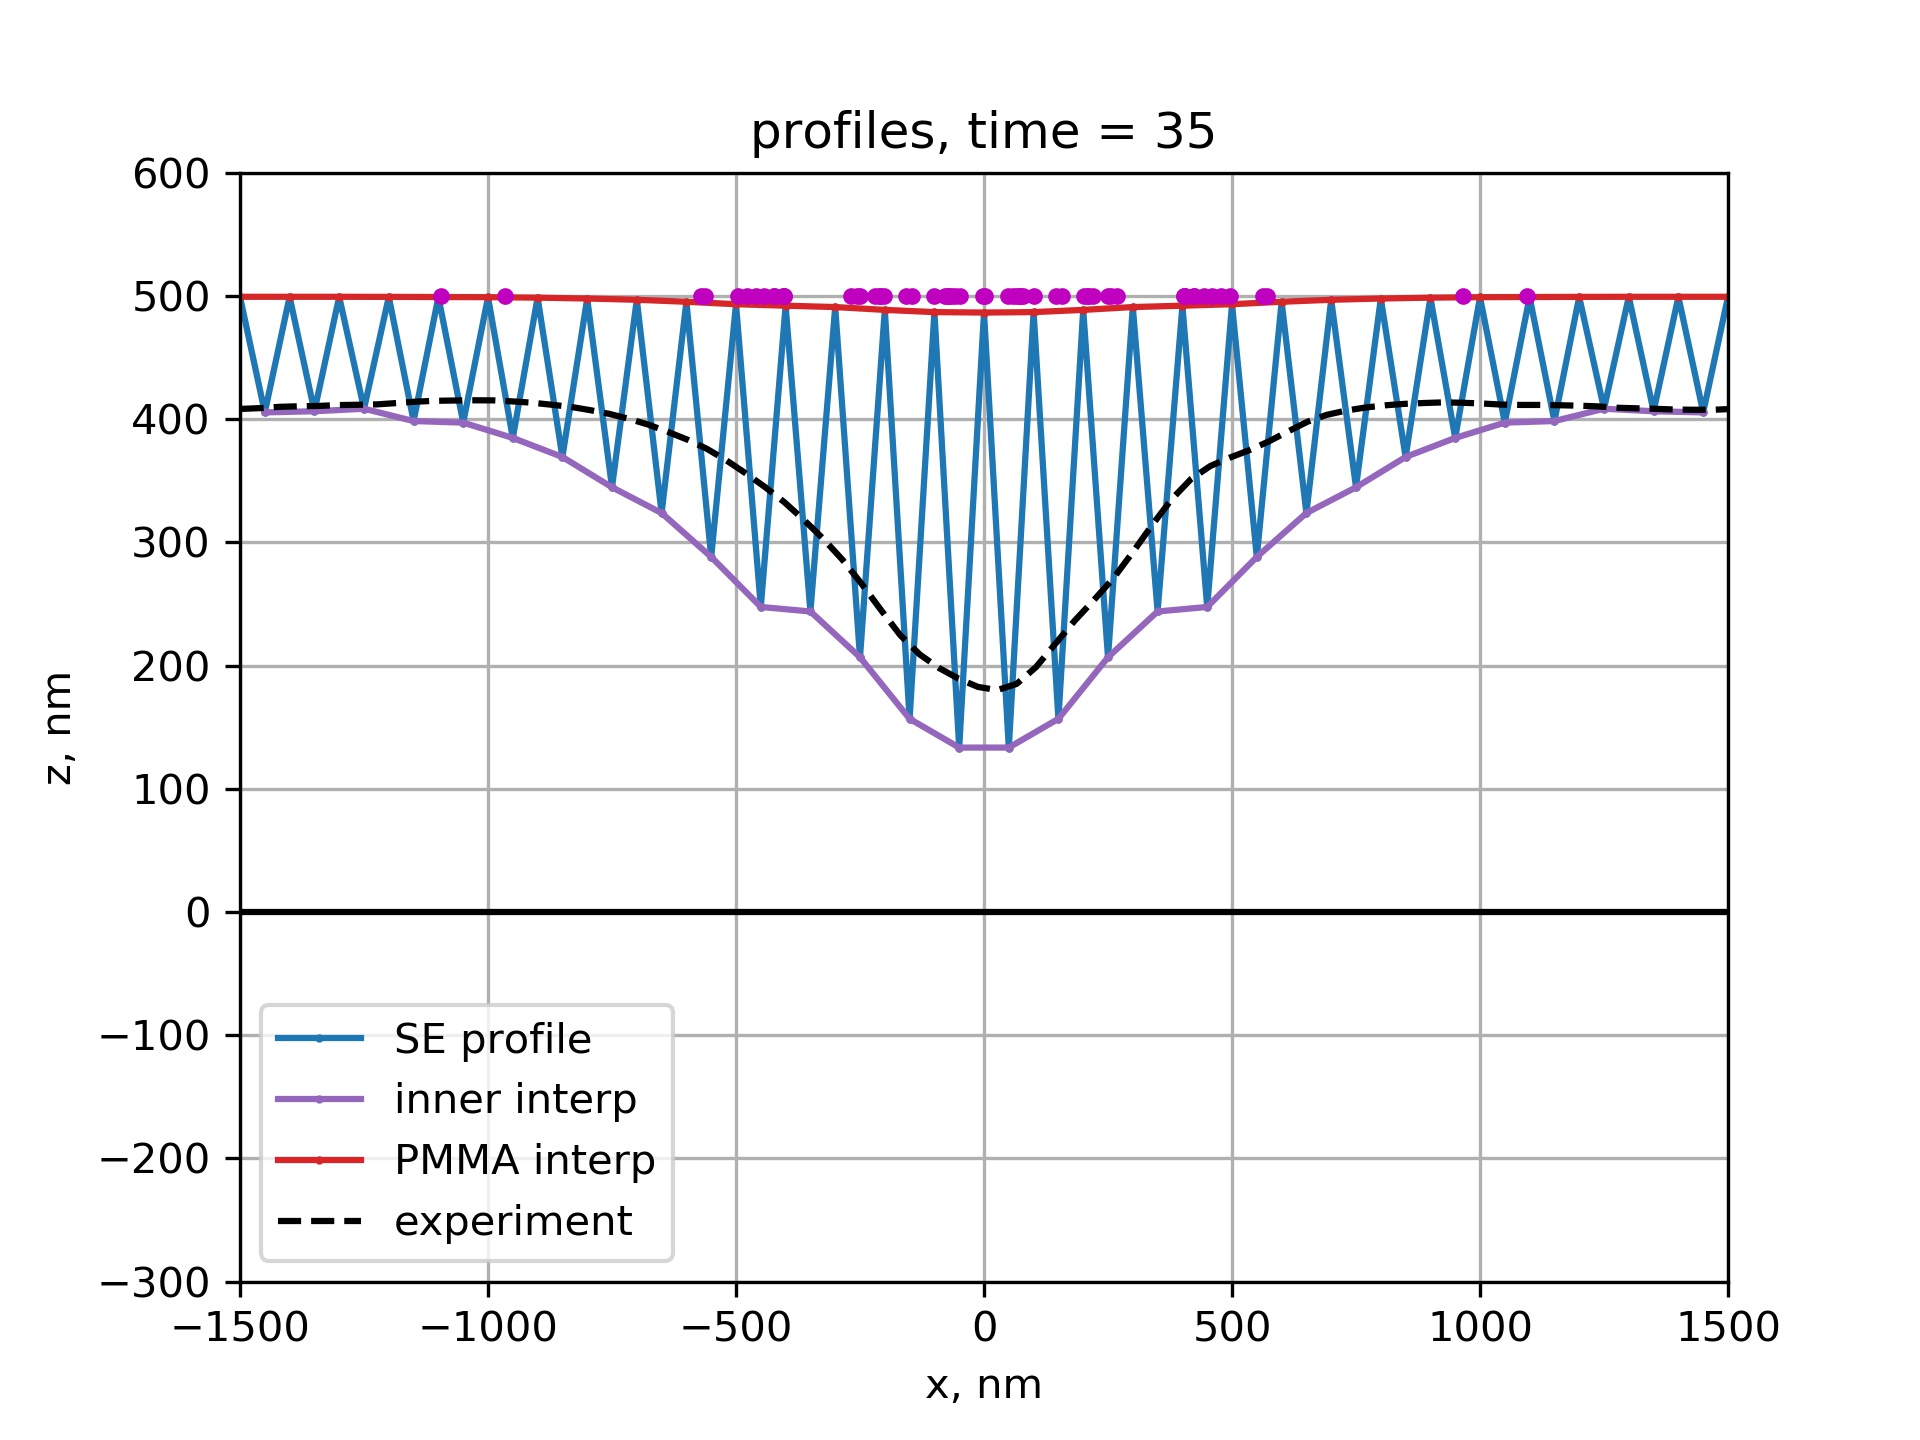 profiles, time = 35
600
500
400
300
200
100
0
−100
−200
−300
z, nm
SE profile
inner interp
PMMA interp
experiment
−1500 −1000 −500 0 500 1000 1500
x, nm